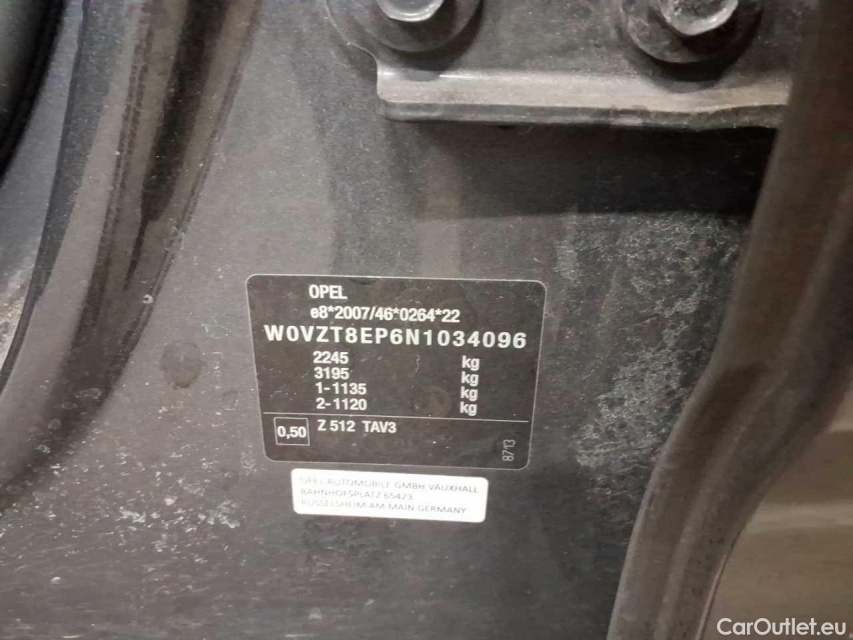 OPEL
e8*2007/46*0264*22
W0VZT8EP6N1034096
2245 kg
3195 kg
1-1135 kg
2-1120 kg
0,50 Z 512 TAV3
8713
OPEL AUTOMOBILE GMBH VAUXHALL
BAHNHOFSPLATZ 65423
RUSSELSHEIM AM MAIN GERMANY
CarOutlet.eu